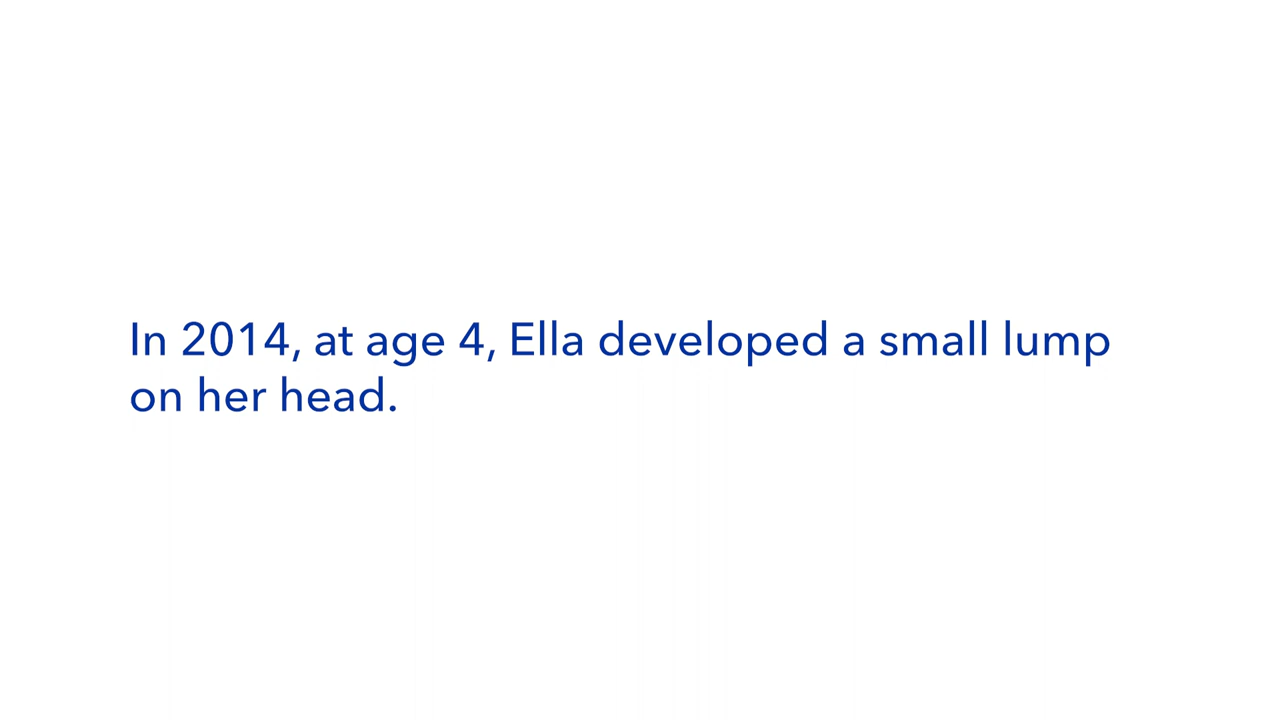 In 2014, at age 4, Ella developed a small lump
on her head.